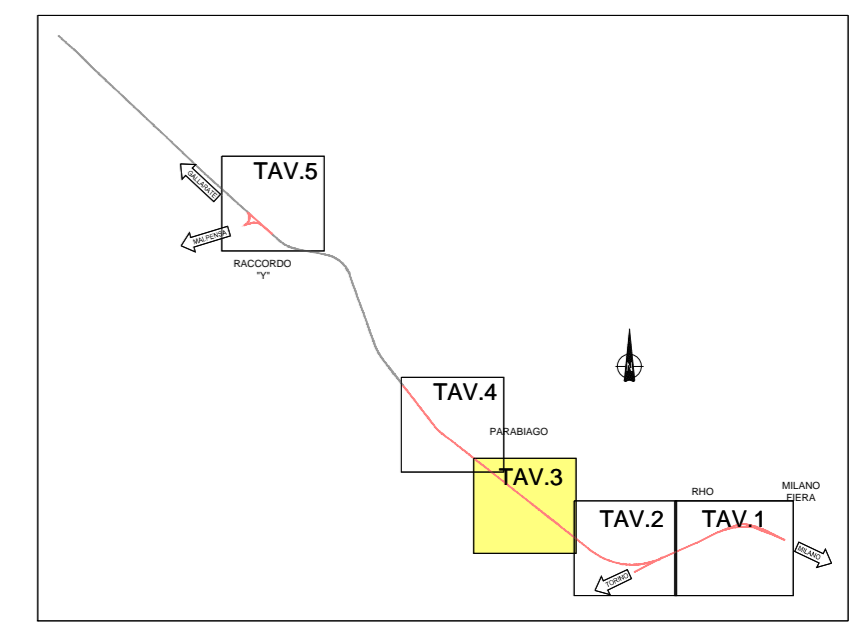 TAV.5
GALLARATE
MALPENSA
RACCORDO
"Y"
TAV.4
PARABIAGO
TAV.3
RHO
MILANO
FIERA
TAV.2
TAV.1
MILANO
TORINO